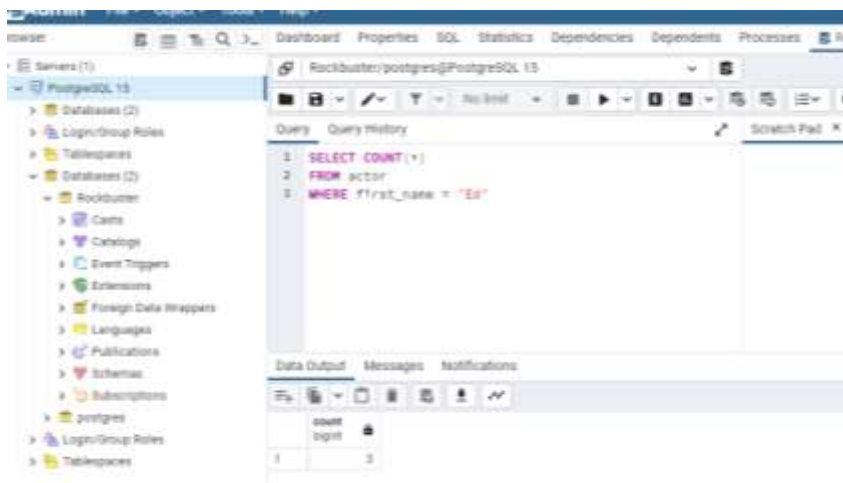 Dashboard Properties SQL Statistics Dependencies Dependents Processes
Servers (1)
Rockbuster/postgres@PostgreSQL 15
PostgreSQL 15
Databases (2)
No limit
Login/Group Roles
Query Query History
Scratch Pad
Tablespaces
1 SELECT COUNT(*)
Databases (2)
2 FROM actor
Rockbuster
3 WHERE first_name = 'Ed'
Casts
Catalogs
Event Triggers
Extensions
Foreign Data Wrappers
Languages
Publications
Data Output Messages Notifications
Schemas
Subscriptions
postgres
count
bigint
Login/Group Roles
Tablespaces
1 3